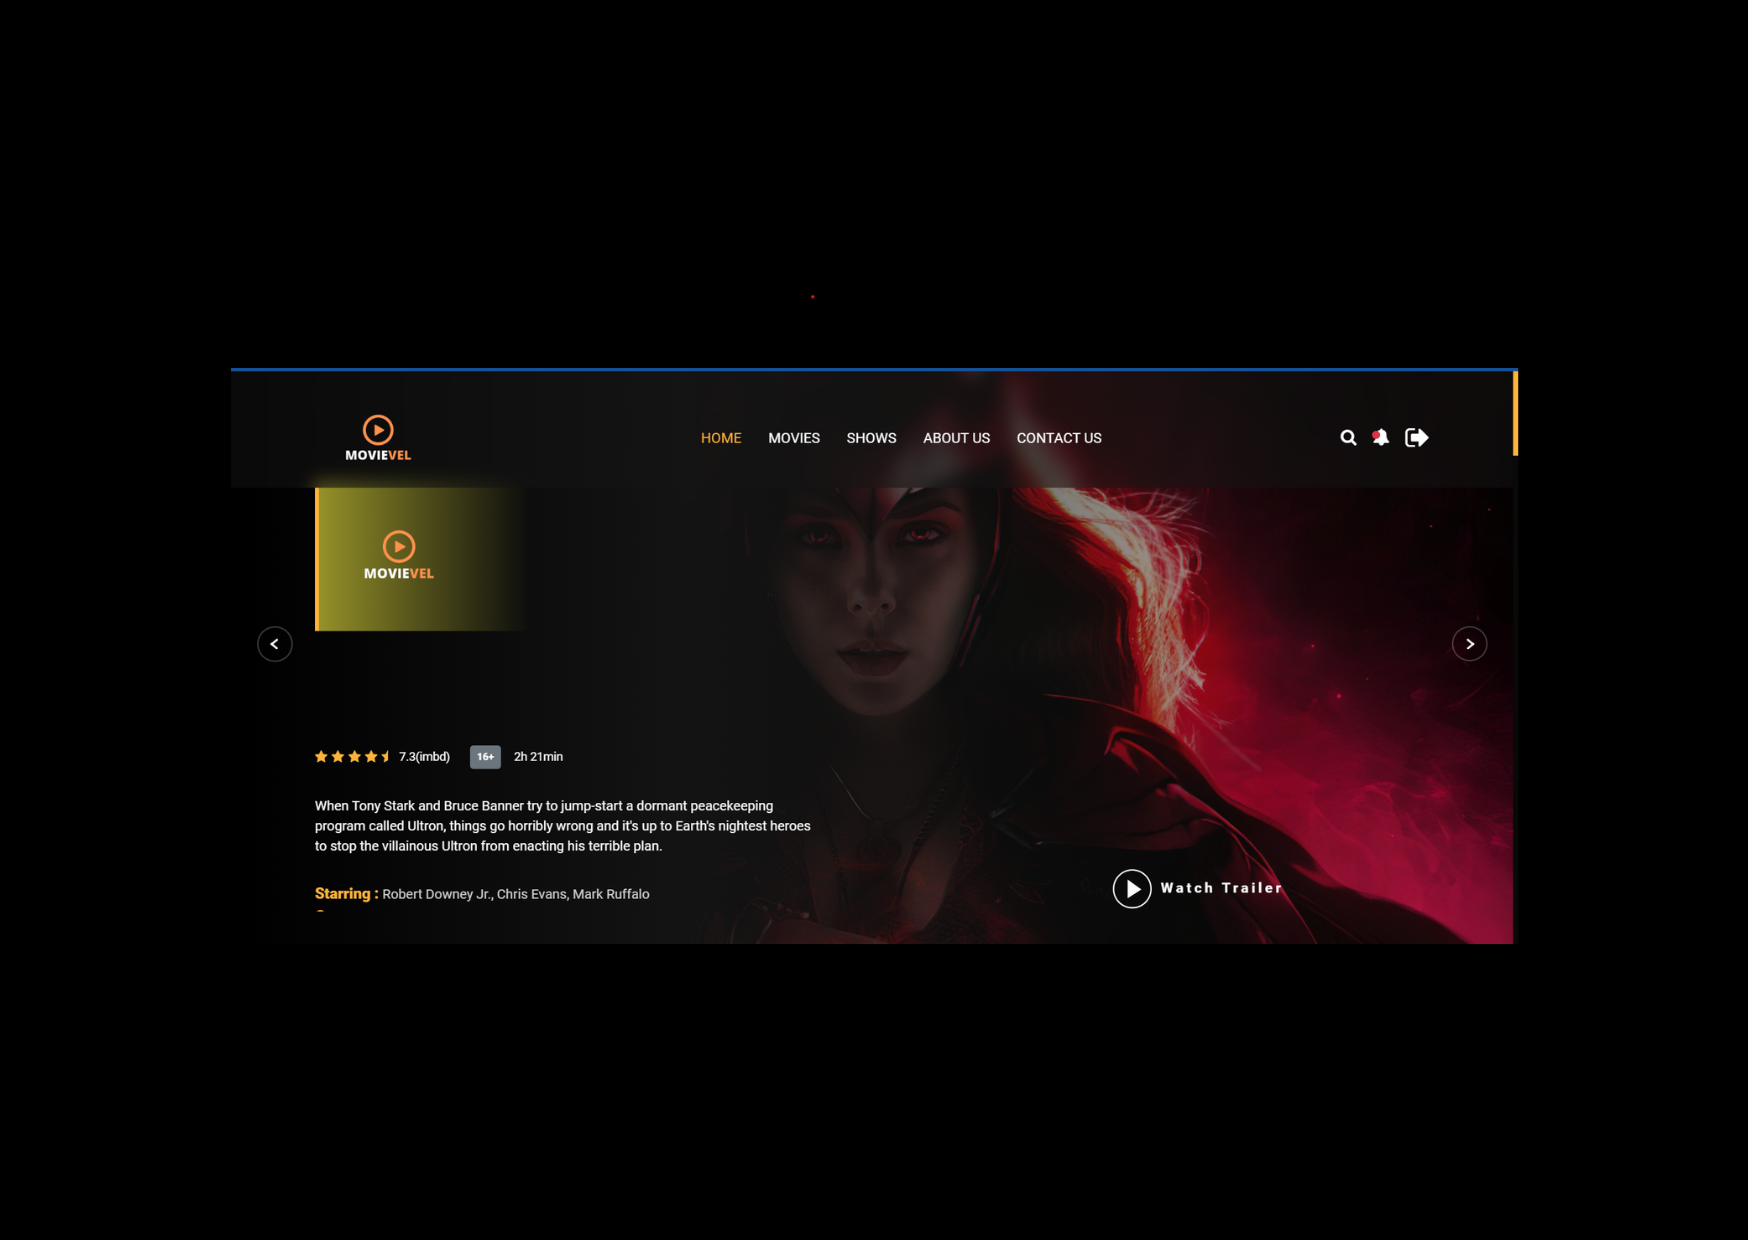 MOVIEVEL
HOME MOVIES SHOWS ABOUT US CONTACT US
MOVIEVEL
7.3(imbd) 16+ 2h 21min
When Tony Stark and Bruce Banner try to jump-start a dormant peacekeeping
program called Ultron, things go horribly wrong and it's up to Earth's nightest heroes
to stop the villainous Ultron from enacting his terrible plan.
Starring : Robert Downey Jr., Chris Evans, Mark Ruffalo
Watch Trailer